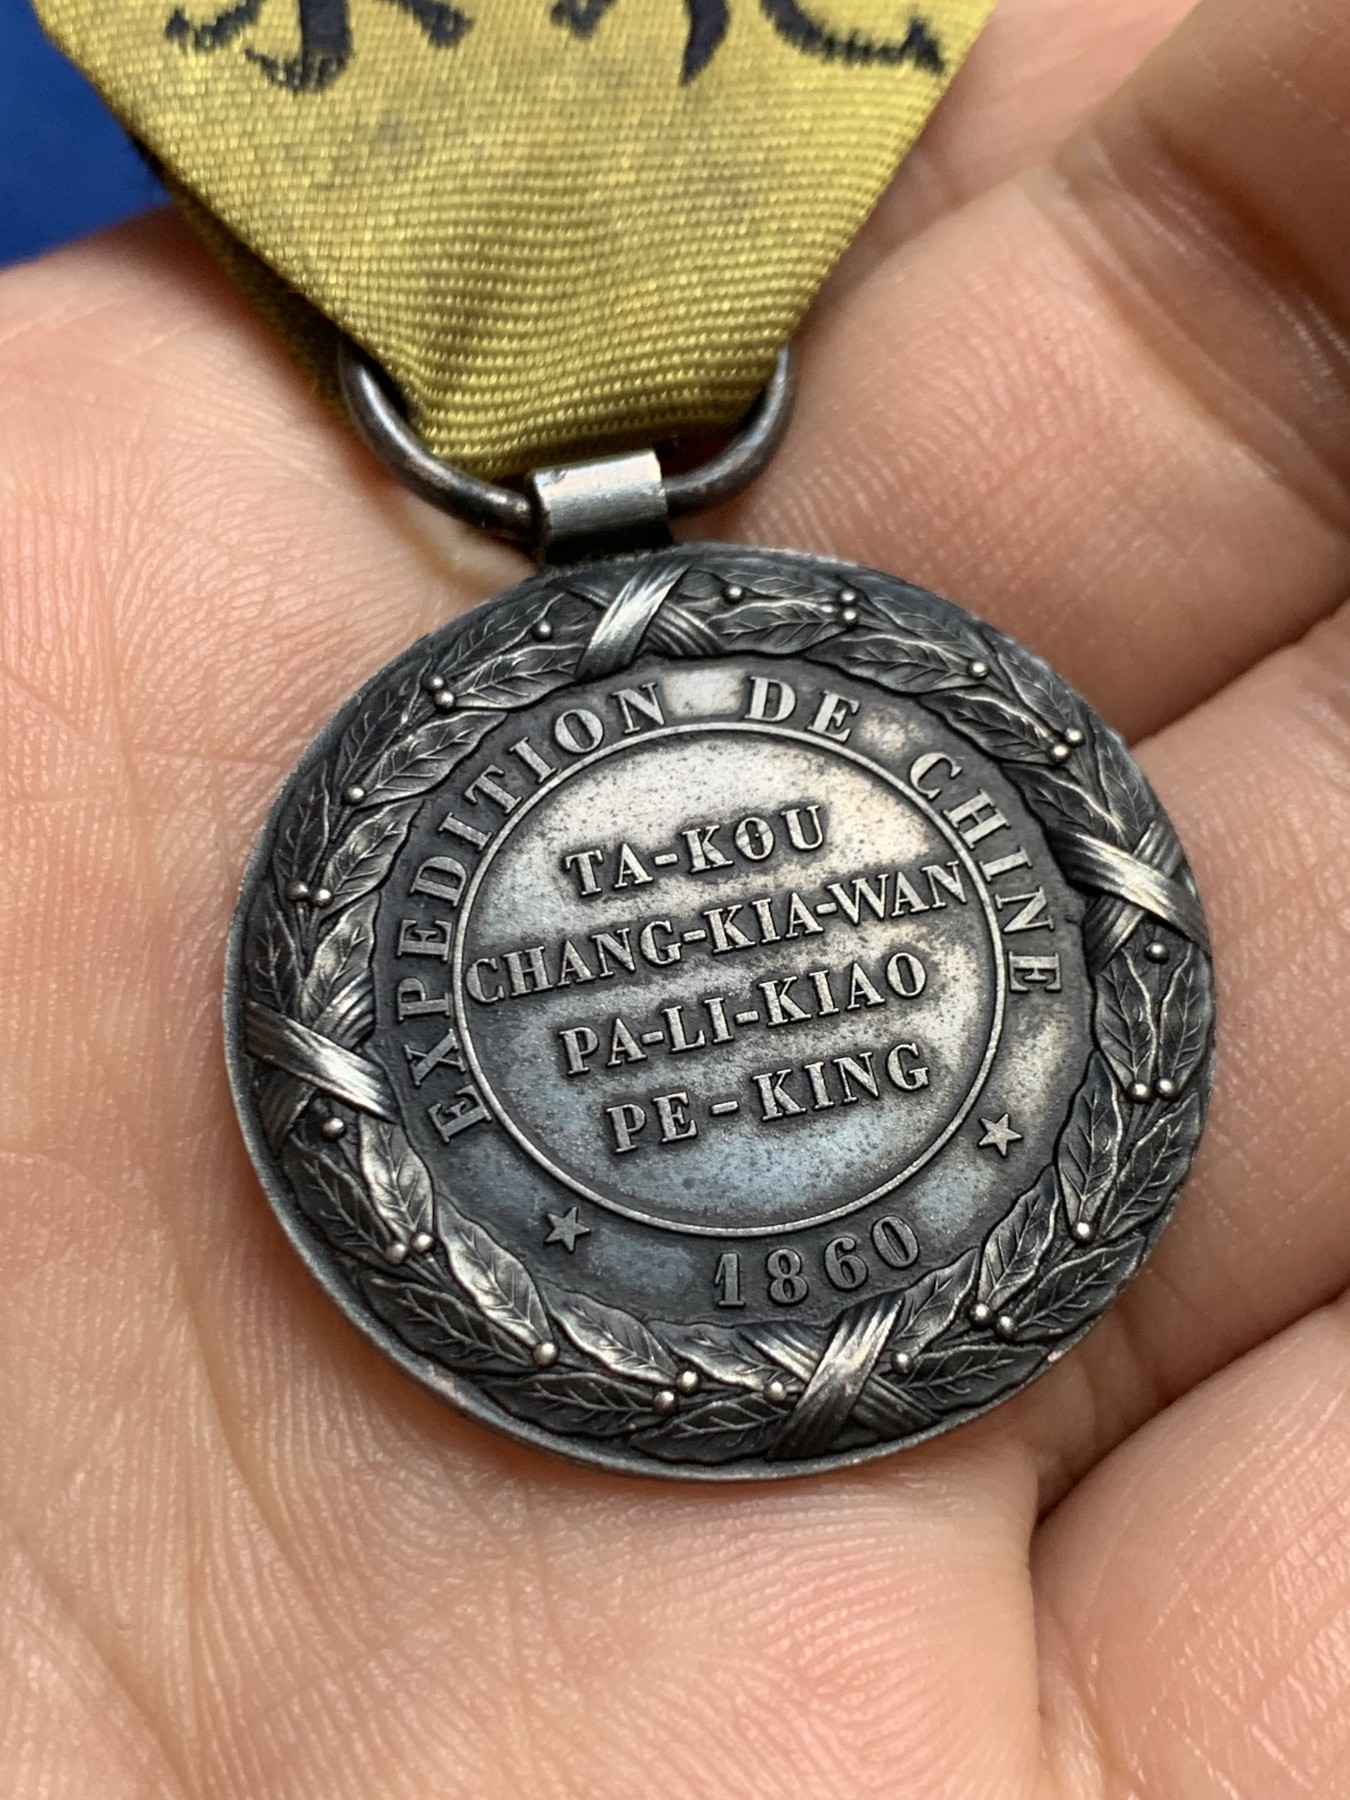 EXPEDITION DE CHINE
TA-KOU
CHANG-KIA-WAN
PA-LI-KIAO
PE-KING
1860